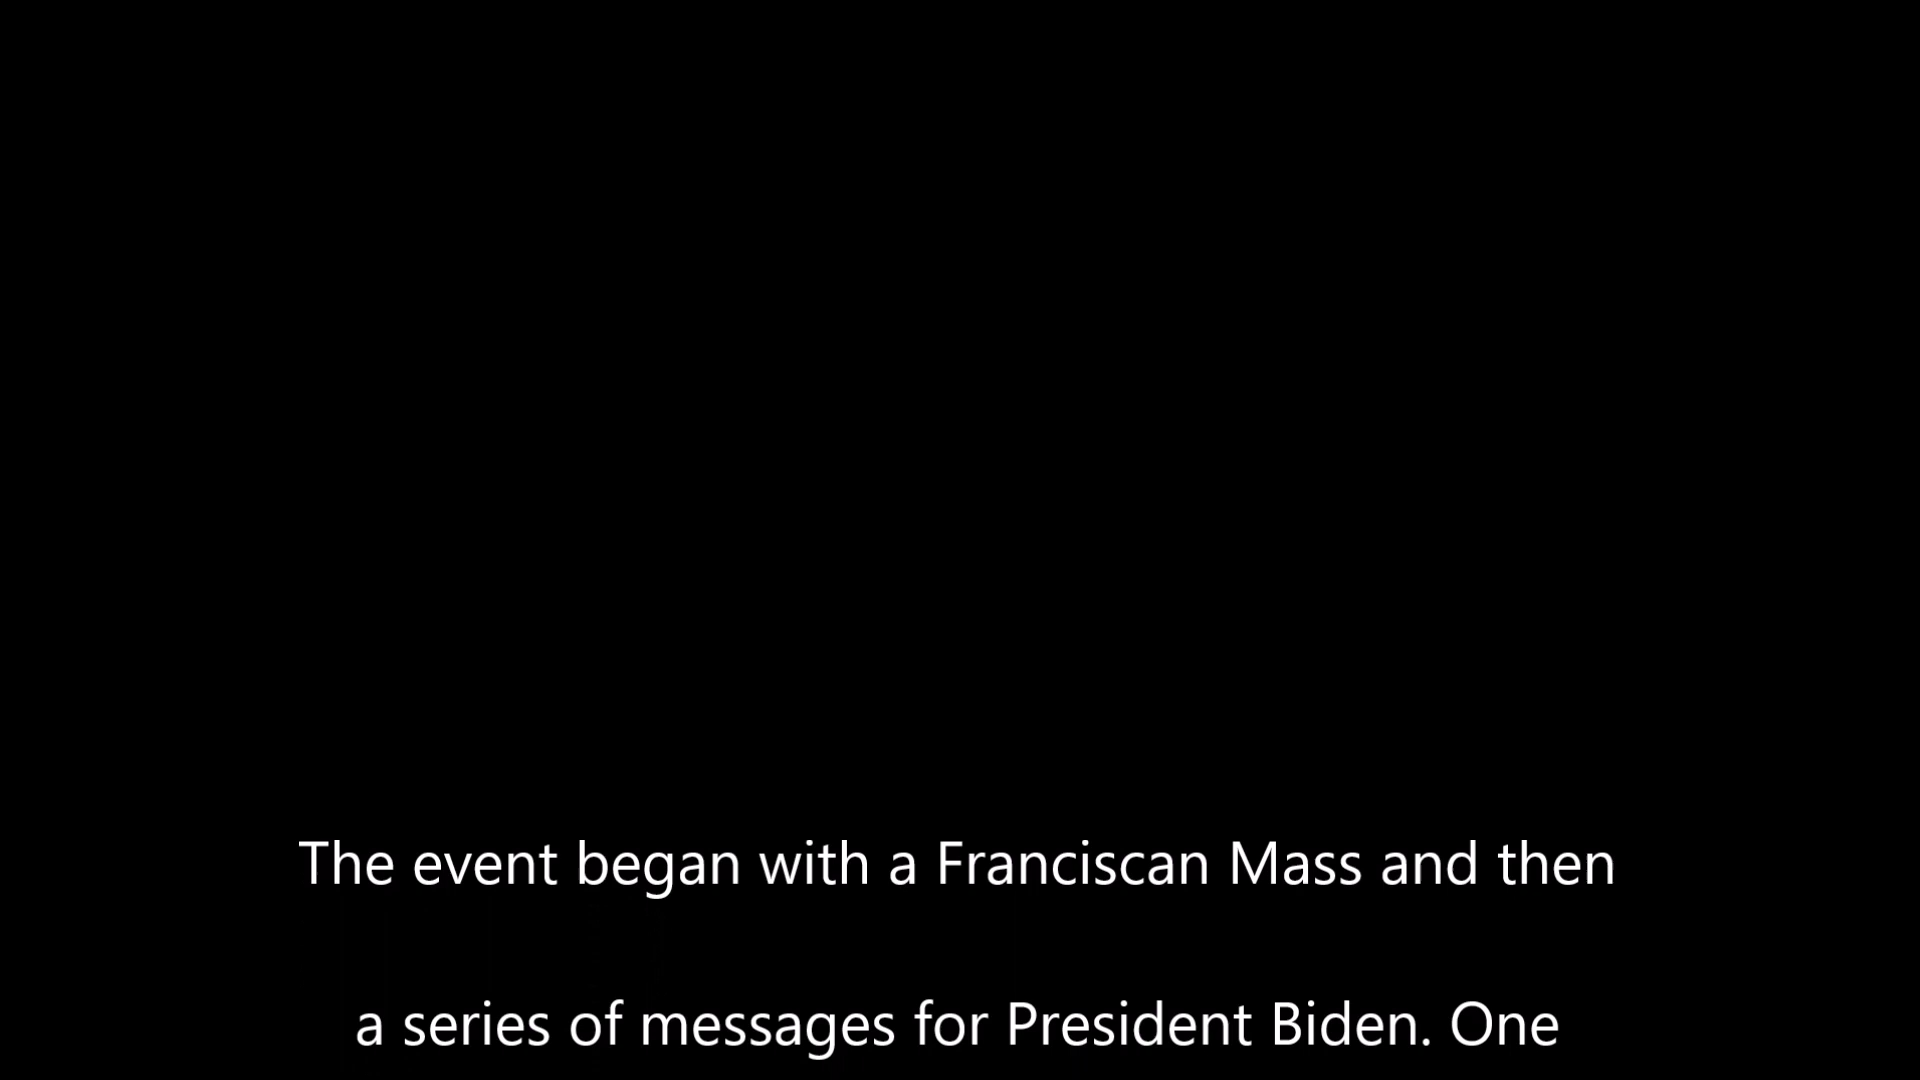 The event began with a Franciscan Mass and then
a series of messages for President Biden. One